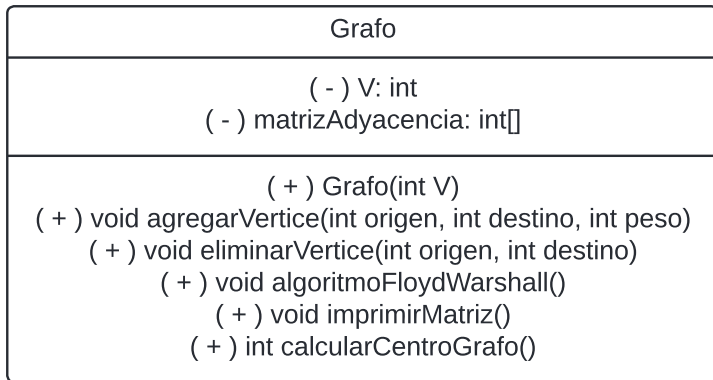 Grafo
( - ) V: int
( - ) matrizAdyacencia: int[]
( + ) Grafo(int V)
( + ) void agregarVertice(int origen, int destino, int peso)
( + ) void eliminarVertice(int origen, int destino)
( + ) void algoritmoFloydWarshall()
( + ) void imprimirMatriz()
( + ) int calcularCentroGrafo()